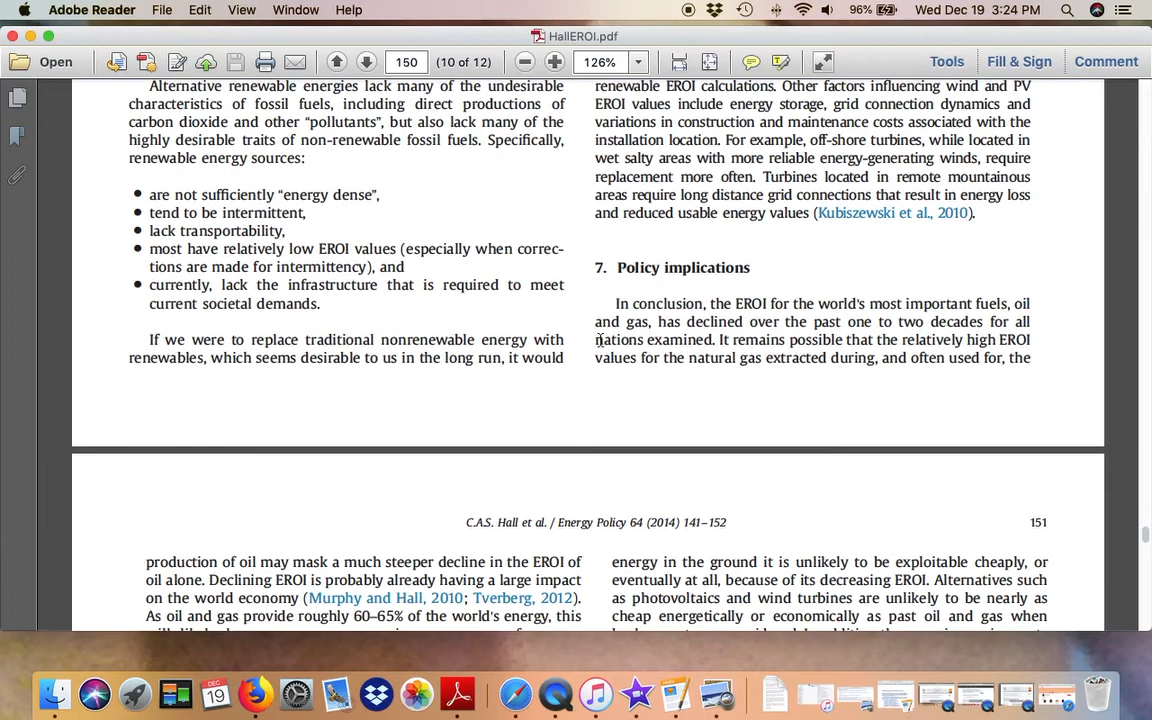 Adobe Reader File Edit View Window Help 96% Wed Dec 19 3:24 PM
HallEROI.pdf
Open 150 (10 of 12) 126% Tools Fill & Sign Comment
Alternative renewable energies lack many of the undesirable
characteristics of fossil fuels, including direct productions of
carbon dioxide and other “pollutants”, but also lack many of the
highly desirable traits of non-renewable fossil fuels. Specifically,
renewable energy sources:
• are not sufficiently “energy dense”,
• tend to be intermittent,
• lack transportability,
• most have relatively low EROI values (especially when correc-
tions are made for intermittency), and
• currently, lack the infrastructure that is required to meet
current societal demands.
If we were to replace traditional nonrenewable energy with
renewables, which seems desirable to us in the long run, it would
renewable EROI calculations. Other factors influencing wind and PV
EROI values include energy storage, grid connection dynamics and
variations in construction and maintenance costs associated with the
installation location. For example, off-shore turbines, while located in
wet salty areas with more reliable energy-generating winds, require
replacement more often. Turbines located in remote mountainous
areas require long distance grid connections that result in energy loss
and reduced usable energy values (Kubiszewski et al., 2010).
7. Policy implications
In conclusion, the EROI for the world's most important fuels, oil
and gas, has declined over the past one to two decades for all
nations examined. It remains possible that the relatively high EROI
values for the natural gas extracted during, and often used for, the
C.A.S. Hall et al. / Energy Policy 64 (2014) 141–152 151
production of oil may mask a much steeper decline in the EROI of
oil alone. Declining EROI is probably already having a large impact
on the world economy (Murphy and Hall, 2010; Tverberg, 2012).
As oil and gas provide roughly 60–65% of the world's energy, this
energy in the ground it is unlikely to be exploitable cheaply, or
eventually at all, because of its decreasing EROI. Alternatives such
as photovoltaics and wind turbines are unlikely to be nearly as
cheap energetically or economically as past oil and gas when
DEC
19